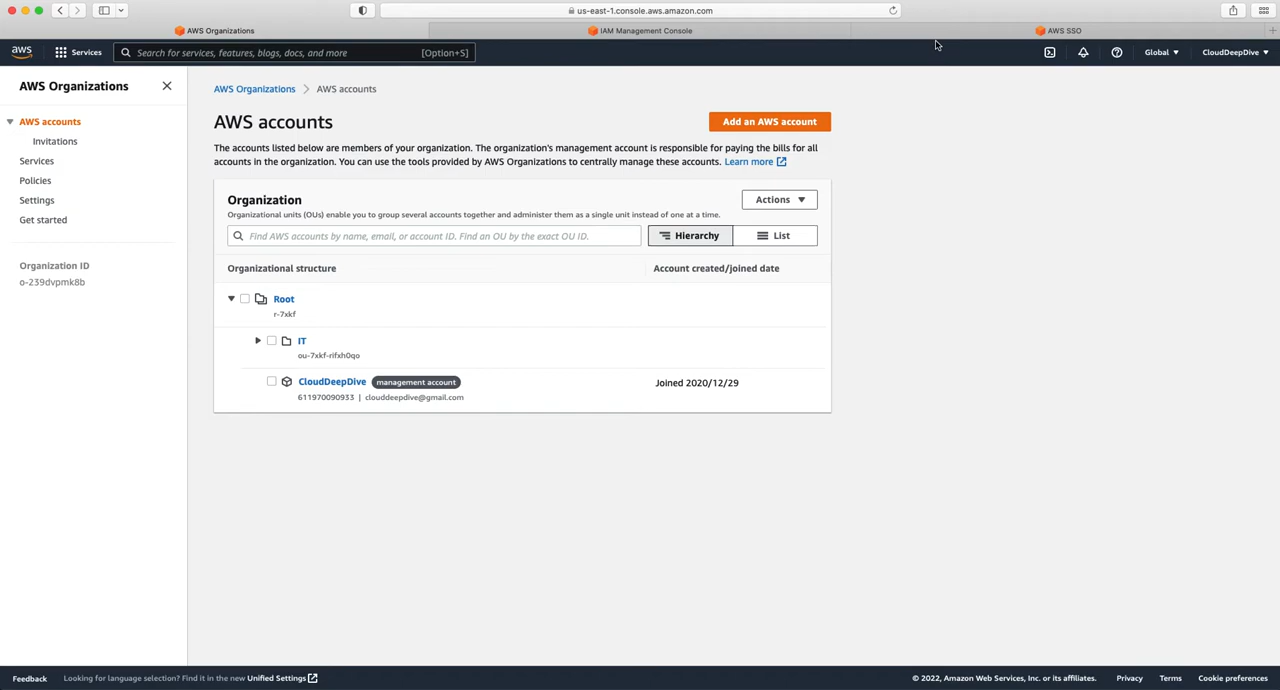 us-east-1.console.aws.amazon.com
AWS Organizations
IAM Management Console
AWS SSO
aws
Services
Search for services, features, blogs, docs, and more
[Option+S]
Global
CloudDeepDive
AWS Organizations
AWS accounts
Invitations
Services
Policies
Settings
Get started
Organization ID
o-239dvpmk8b
AWS Organizations > AWS accounts
AWS accounts
Add an AWS account
The accounts listed below are members of your organization. The organization's management account is responsible for paying the bills for all
accounts in the organization. You can use the tools provided by AWS Organizations to centrally manage these accounts. Learn more
Organization
Actions
Organizational units (OUs) enable you to group several accounts together and administer them as a single unit instead of one at a time.
Find AWS accounts by name, email, or account ID. Find an OU by the exact OU ID.
Hierarchy
List
Organizational structure
Account created/joined date
Root
r-7xkf
IT
ou-7xkf-rifxh0qo
CloudDeepDive management account
Joined 2020/12/29
611970090933 | clouddeepdive@gmail.com
Feedback
Looking for language selection? Find it in the new Unified Settings
© 2022, Amazon Web Services, Inc. or its affiliates.
Privacy
Terms
Cookie preferences